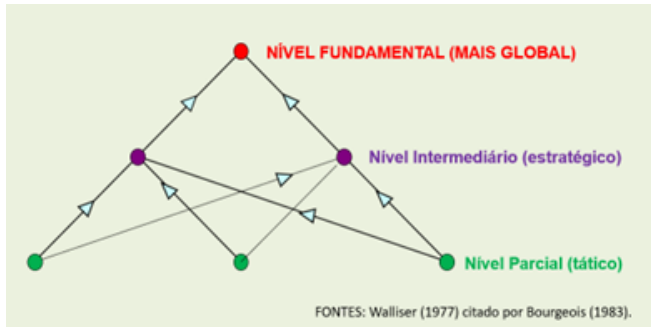 NÍVEL FUNDAMENTAL (MAIS GLOBAL)
Nível Intermediário (estratégico)
Nível Parcial (tático)
FONTES: Walliser (1977) citado por Bourgeois (1983).